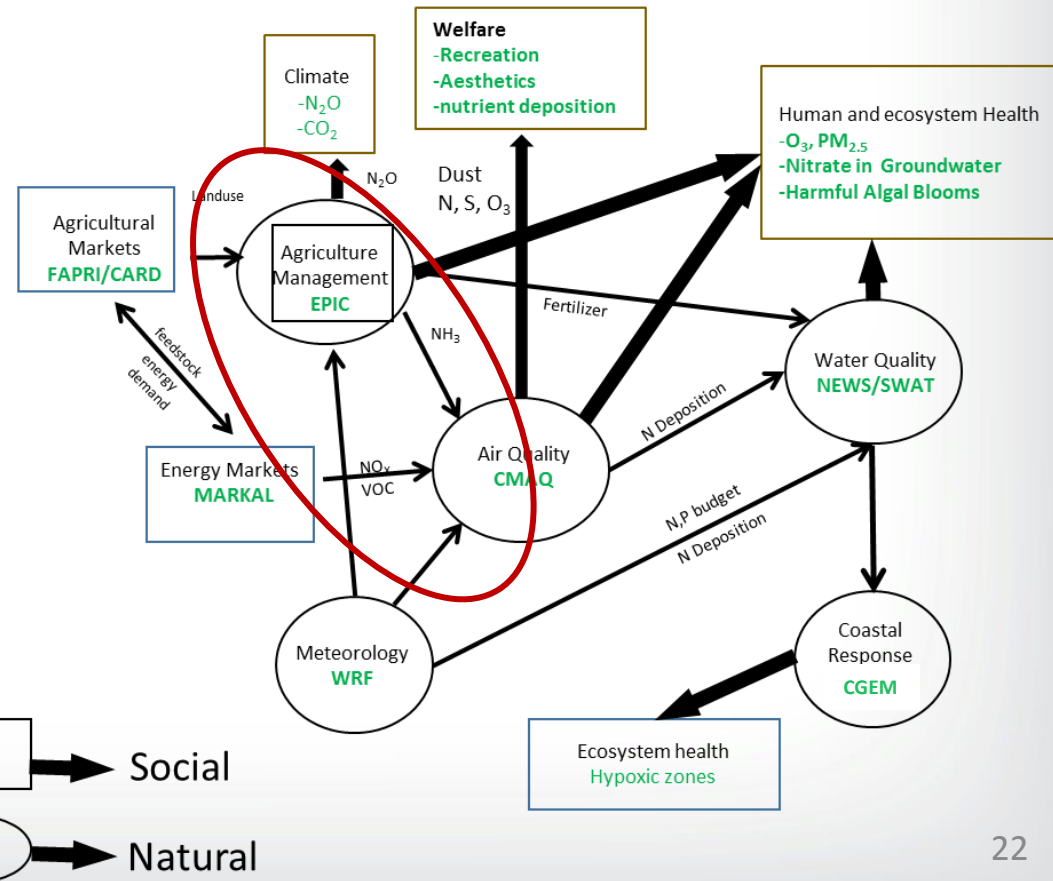 Welfare
-Recreation
-Aesthetics
-nutrient deposition
Climate
-N₂O
-CO₂
Human and ecosystem Health
-O₃, PM₂.₅
-Nitrate in Groundwater
-Harmful Algal Blooms
N₂O
Dust
N, S, O₃
Landuse
Agricultural
Markets
FAPRI/CARD
Agriculture
Management
EPIC
Fertilizer
NH₃
feedstock
energy
demand
Water Quality
NEWS/SWAT
N Deposition
Energy Markets
MARKAL
NOₓ
VOC
Air Quality
CMAQ
N,P budget
N Deposition
Meteorology
WRF
Coastal
Response
CGEM
Ecosystem health
Hypoxic zones
Social
Natural
22